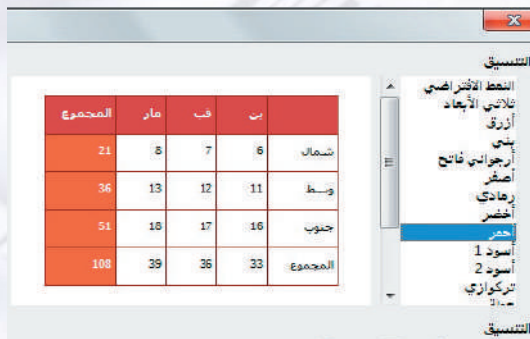 التنسيق
النمط الافتراضي
ثلاثي الأبعاد
أزرق
بني
أرجواني فاتح
أصفر
رمادي
أخضر
أحمر
أسود 1
أسود 2
تركوازي
ين فب مار المجموع
شمال 6 7 8 21
وسط 11 12 13 36
جنوب 16 17 18 51
المجموع 33 36 39 108
التنسيق